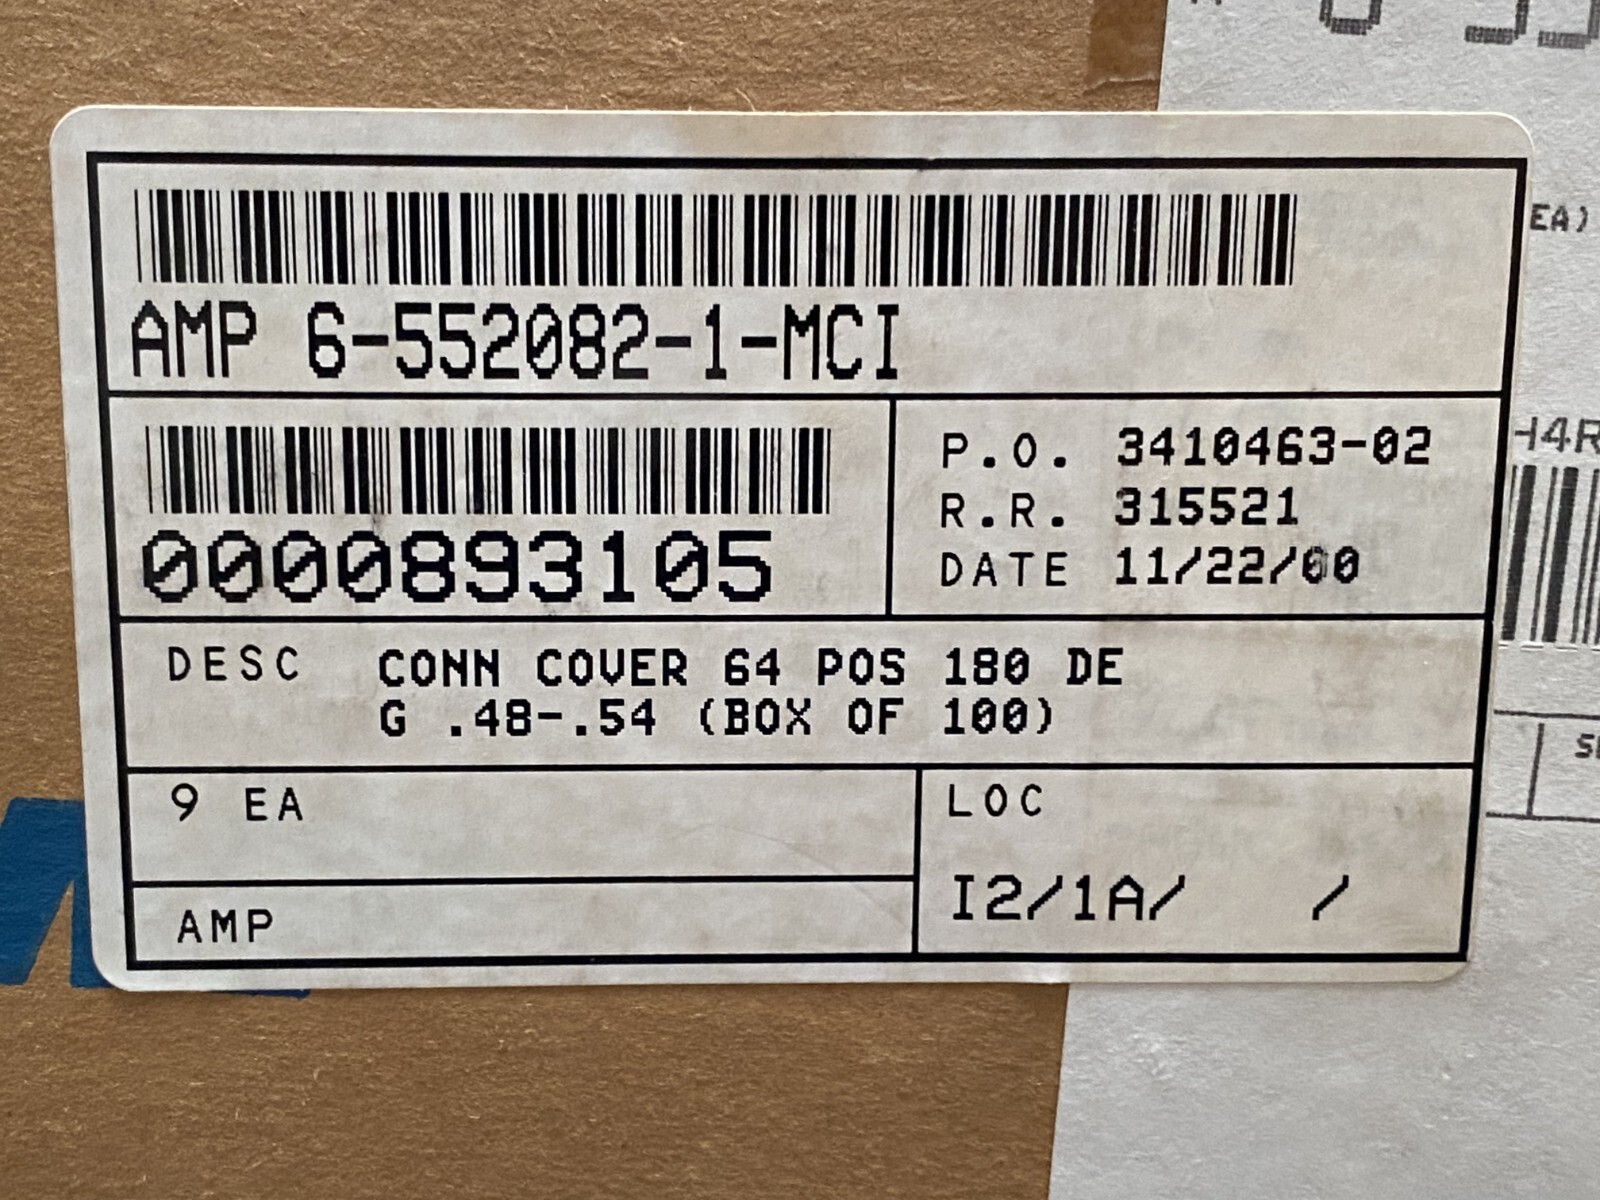 AMP 6-552082-1-MCI
0000893105
P.O. 3410463-02
R.R. 315521
DATE 11/22/00
DESC CONN COVER 64 POS 180 DE
G .48-.54 (BOX OF 100)
9 EA
AMP
LOC
I2/1A/ /
EA)